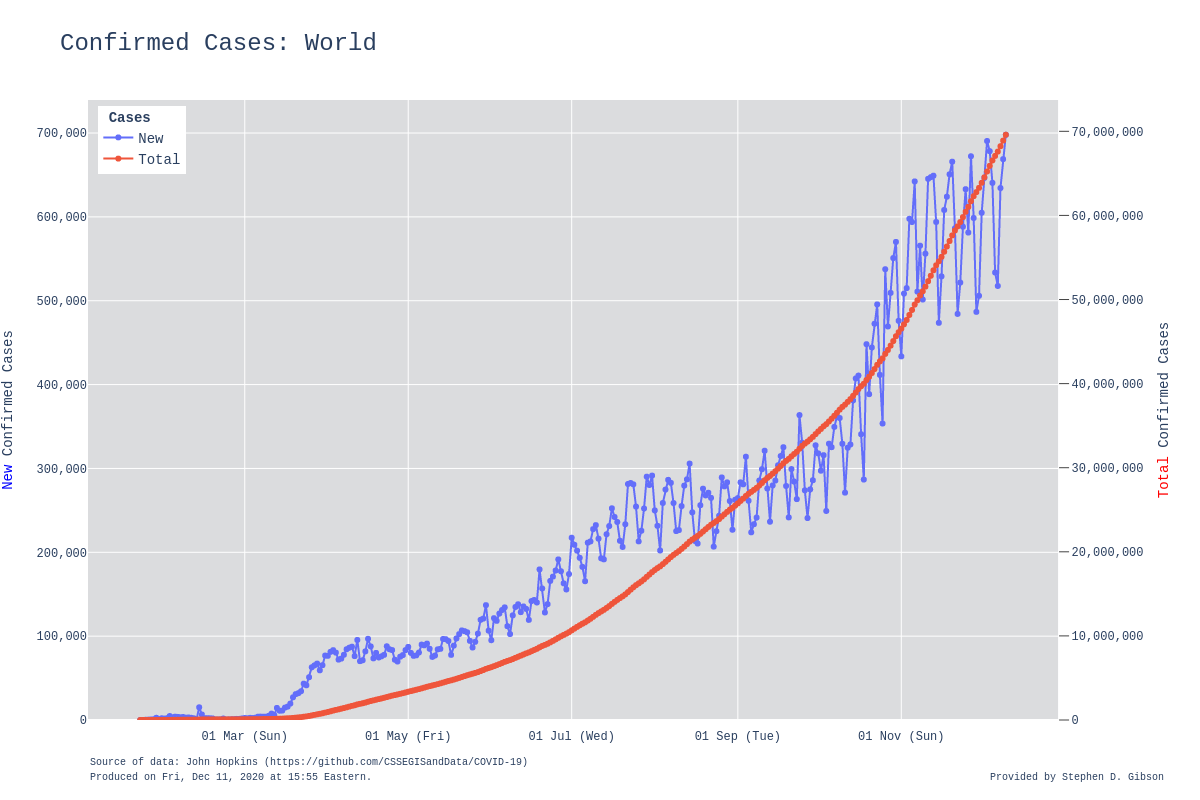 Confirmed Cases: World
Cases
New
Total
700,000
600,000
500,000
400,000
300,000
200,000
100,000
0
70,000,000
60,000,000
50,000,000
40,000,000
30,000,000
20,000,000
10,000,000
0
New Confirmed Cases
Total Confirmed Cases
01 Mar (Sun)
01 May (Fri)
01 Jul (Wed)
01 Sep (Tue)
01 Nov (Sun)
Source of data: John Hopkins (https://github.com/CSSEGISandData/COVID-19)
Produced on Fri, Dec 11, 2020 at 15:55 Eastern.
Provided by Stephen D. Gibson